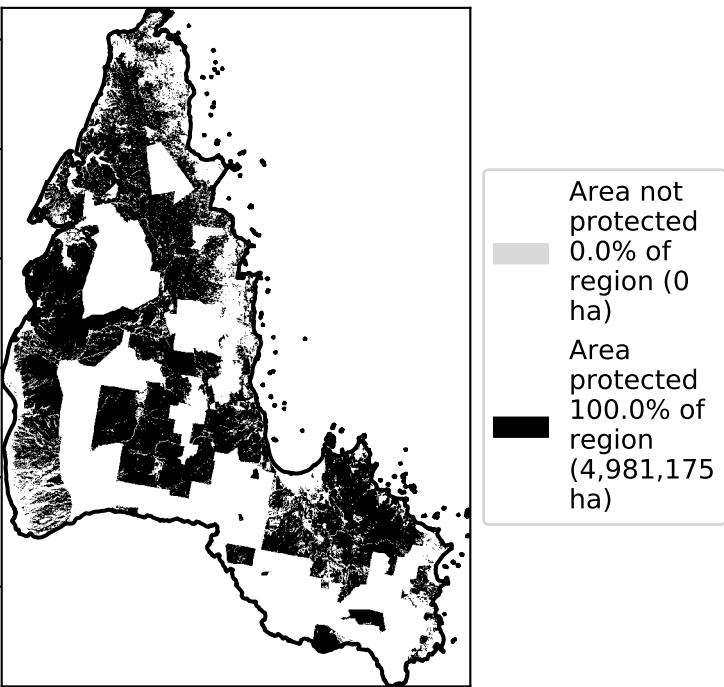 Area not
protected
0.0% of
region (0
ha)
Area
protected
100.0% of
region
(4,981,175
ha)